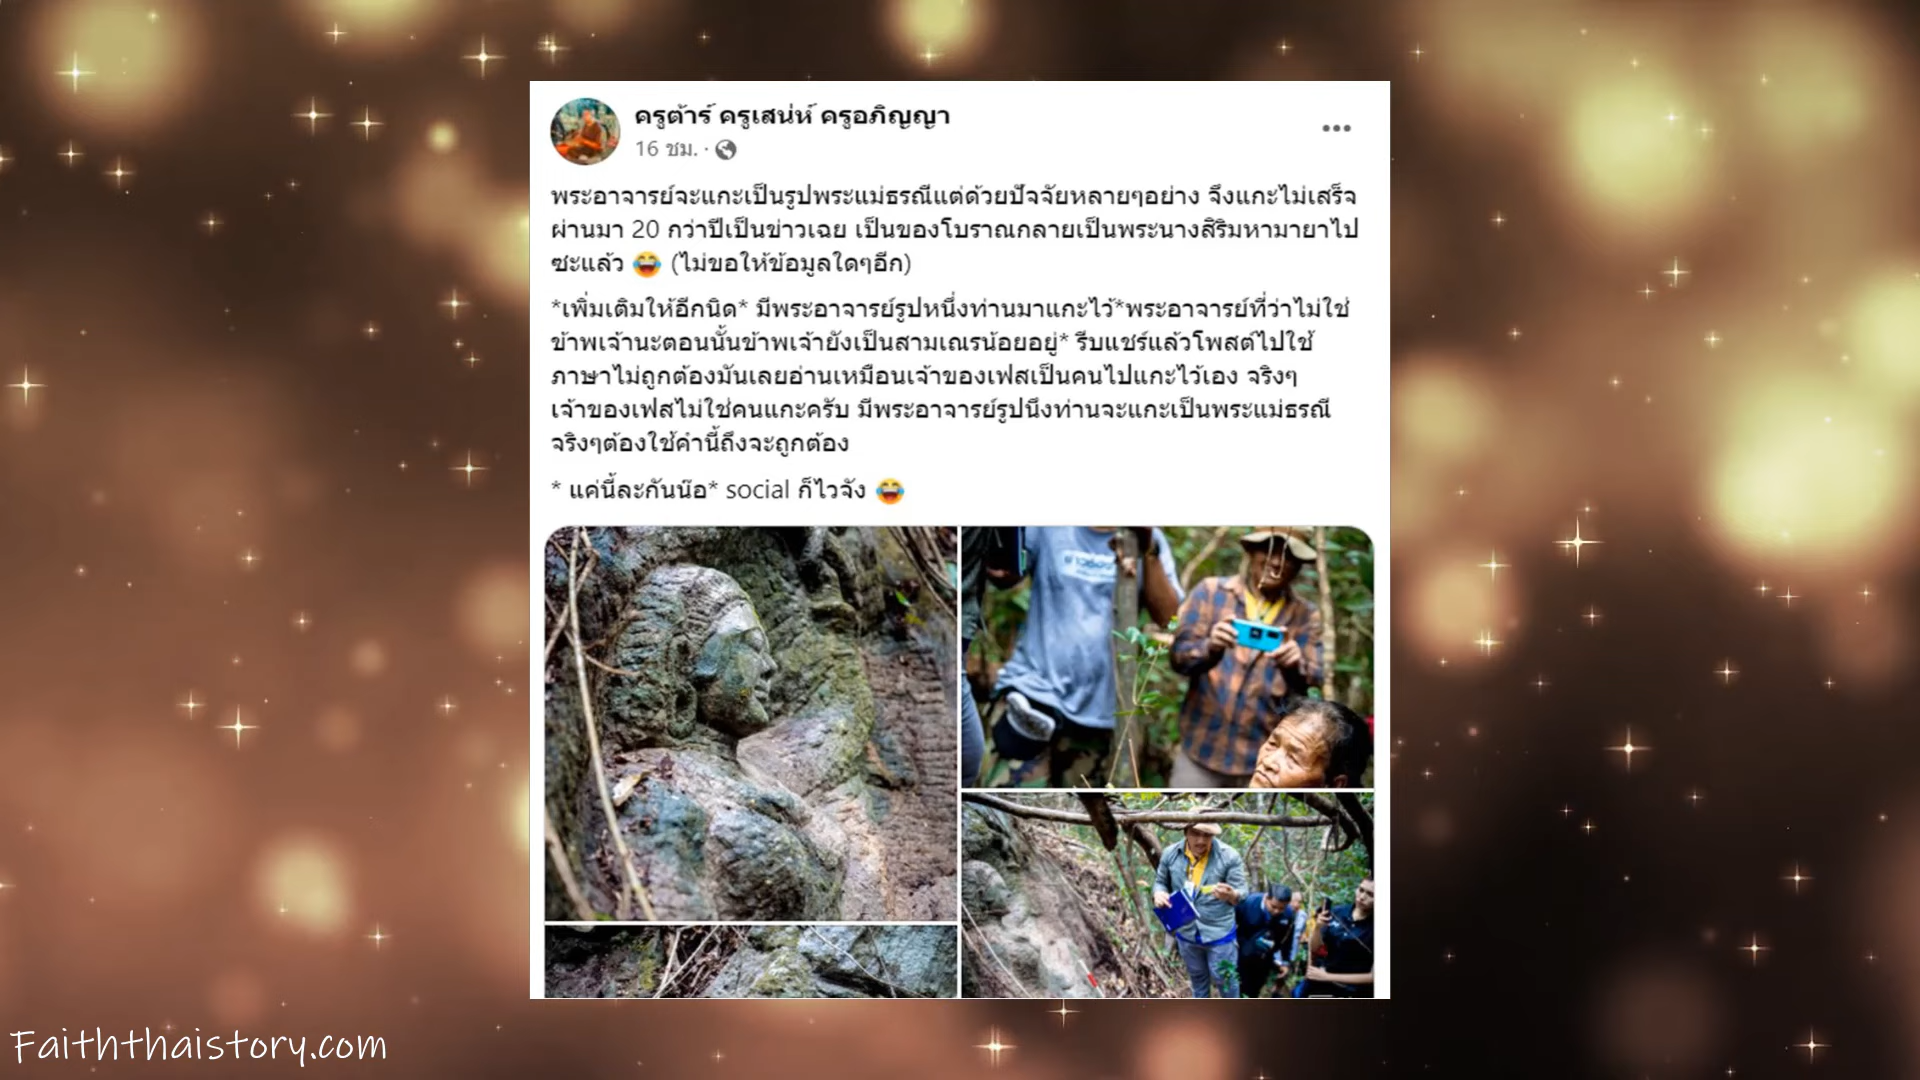 ครูต้าร์ ครูเสน่ห์ ครูอภิญญา
16 ชม. ·
พระอาจารย์จะแกะเป็นรูปพระแม่ธรณีแต่ด้วยปัจจัยหลายๆอย่าง จึงแกะไม่เสร็จ
ผ่านมา 20 กว่าปีเป็นข่าวเฉย เป็นของโบราณกลายเป็นพระนางสิริมหามายาไป
ซะแล้ว 😂 (ไม่ขอให้ข้อมูลใดๆอีก)
*เพิ่มเติมให้อีกนิด* มีพระอาจารย์รูปหนึ่งท่านมาแกะไว้*พระอาจารย์ที่ว่าไม่ใช่
ข้าพเจ้านะตอนนั้นข้าพเจ้ายังเป็นสามเณรน้อยอยู่* รีบแชร์แล้วโพสต์ไปใช้
ภาษาไม่ถูกต้องมันเลยอ่านเหมือนเจ้าของเฟสเป็นคนไปแกะไว้เอง จริงๆ
เจ้าของเฟสไม่ใช่คนแกะครับ มีพระอาจารย์รูปนึงท่านจะแกะเป็นพระแม่ธรณี
จริงๆต้องใช้คำนี้ถึงจะถูกต้อง
* แค่นี้ละกันน๊อ* social ก็ไวจัง 😂
Faiththaistory.com